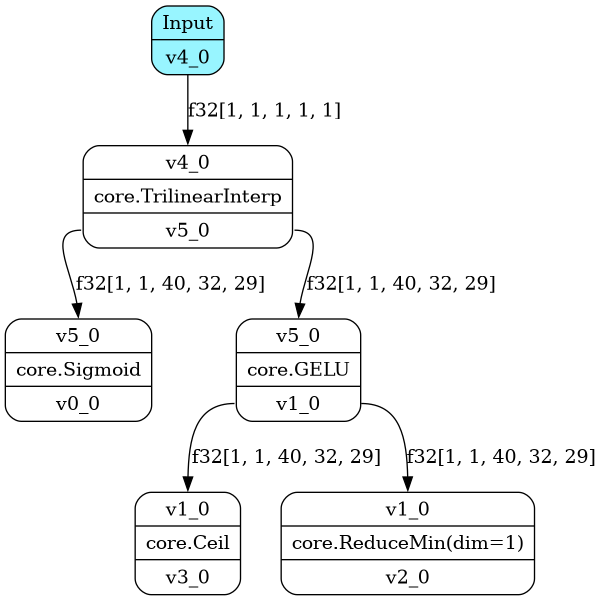 Input
v4_0
f32[1, 1, 1, 1, 1]
v4_0
core.TrilinearInterp
v5_0
f32[1, 1, 40, 32, 29]
f32[1, 1, 40, 32, 29]
v5_0
core.Sigmoid
v0_0
v5_0
core.GELU
v1_0
f32[1, 1, 40, 32, 29]
f32[1, 1, 40, 32, 29]
v1_0
core.Ceil
v3_0
v1_0
core.ReduceMin(dim=1)
v2_0